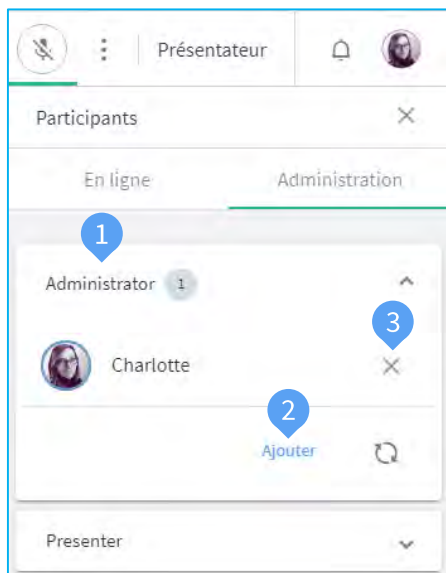 Présentateur
Participants
En ligne Administration
1
Administrator 1
3
Charlotte
2
Ajouter
Presenter